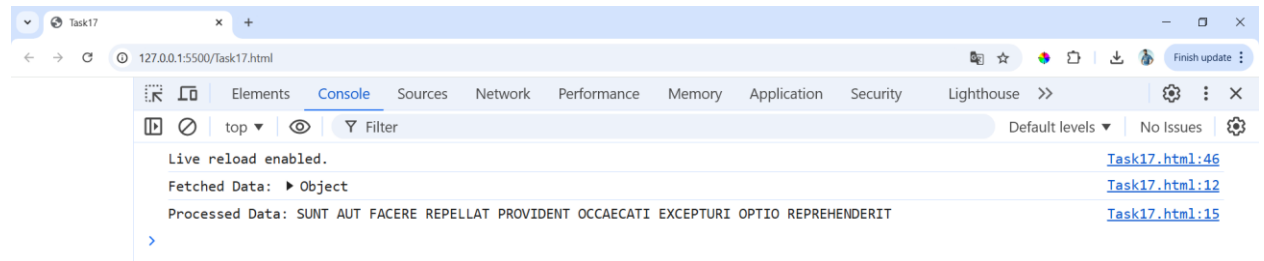 Task17
127.0.0.1:5500/Task17.html Finish update
Elements Console Sources Network Performance Memory Application Security Lighthouse
top Filter Default levels No Issues
Live reload enabled. Task17.html:46
Fetched Data: Object Task17.html:12
Processed Data: SUNT AUT FACERE REPELLAT PROVIDENT OCCAECATI EXCEPTURI OPTIO REPREHENDERIT Task17.html:15